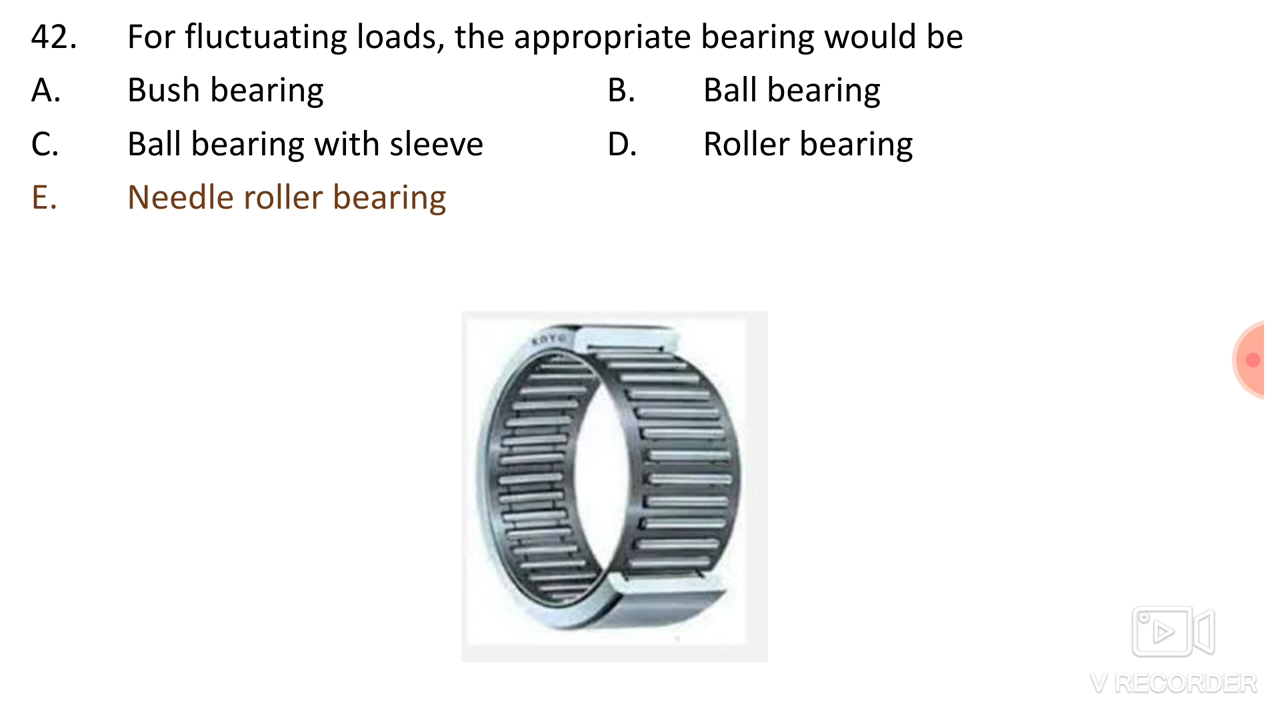 42. For fluctuating loads, the appropriate bearing would be
A. Bush bearing B. Ball bearing
C. Ball bearing with sleeve D. Roller bearing
E. Needle roller bearing
KOYO
V RECORDER